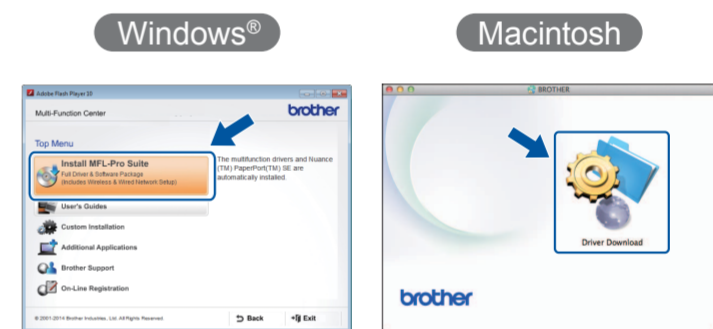 Windows®
Macintosh
Adobe Flash Player 10
Multi-Function Center
brother
Top Menu
Install MFL-Pro Suite
Full Driver & Software Package
(Includes Wireless & Wired Network Setup)
The multifunction drivers and Nuance
(TM) PaperPort(TM) SE are
automatically installed.
User's Guides
Custom Installation
Additional Applications
Brother Support
On-Line Registration
© 2001-2014 Brother Industries, Ltd. All Rights Reserved.
Back
Exit
BROTHER
Driver Download
brother